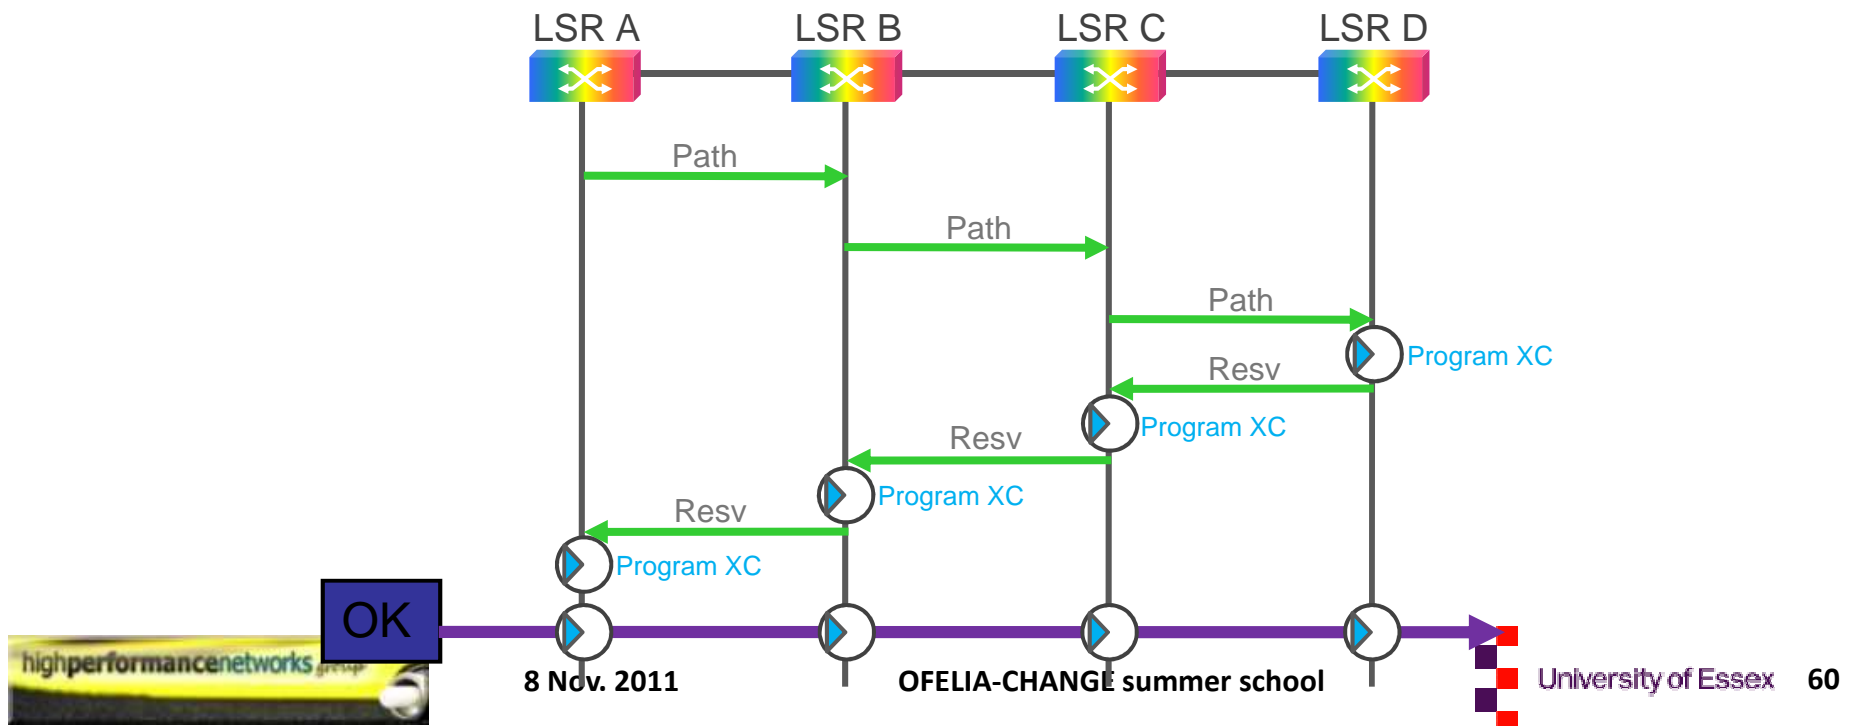 LSR A LSR B LSR C LSR D
Path
Path
Path
Program XC
Resv
Program XC
Resv
Program XC
Resv
Program XC
OK
highperformancenetworks group
8 Nov. 2011
OFELIA-CHANGE summer school
University of Essex
60